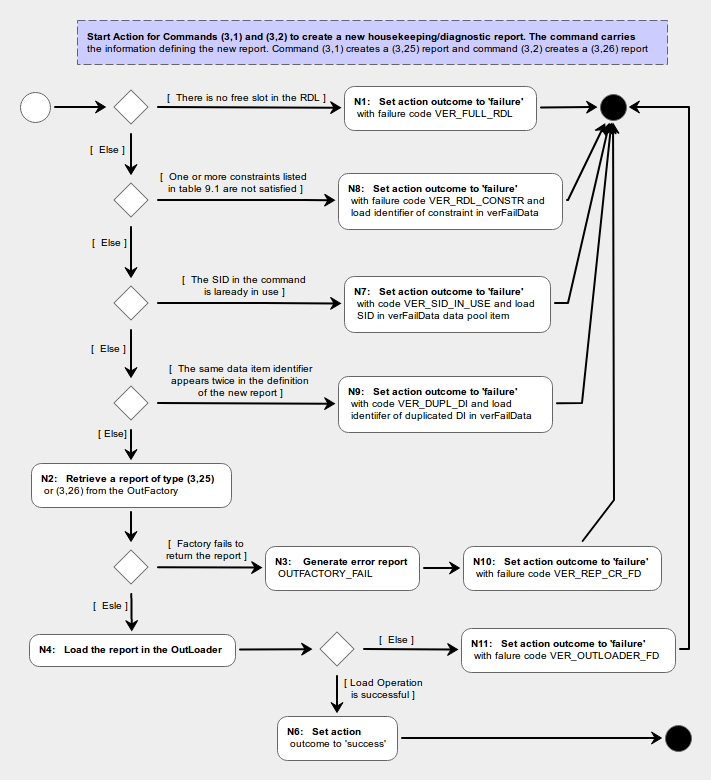 Start Action for Commands (3,1) and (3,2) to create a new housekeeping/diagnostic report. The command carries
the information defining the new report. Command (3,1) creates a (3,25) report and command (3,2) creates a (3,26) report
[ There is no free slot in the RDL ]
N1: Set action outcome to 'failure'
with failure code VER_FULL_RDL
[ Else ]
[ One or more constraints listed
in table 9.1 are not satisfied ]
N8: Set action outcome to 'failure'
with failure code VER_RDL_CONSTR and
load identifier of constraint in verFailData
[ Else ]
[ The SID in the command
is laready in use ]
N7: Set action outcome to 'failure'
with code VER_SID_IN_USE and load
SID in verFailData data pool item
[ Else ]
[ The same data item identifier
appears twice in the definition
of the new report ]
N9: Set action outcome to 'failure'
with code VER_DUPL_DI and load
identiifer of duplicated DI in verFailData
[ Else]
N2: Retrieve a report of type (3,25)
or (3,26) from the OutFactory
[ Factory fails to
return the report ]
N3: Generate error report
OUTFACTORY_FAIL
N10: Set action outcome to 'failure'
with failure code VER_REP_CR_FD
[ Esle ]
N4: Load the report in the OutLoader
[ Else ]
N11: Set action outcome to 'failure'
with falure code VER_OUTLOADER_FD
[ Load Operation
is successful ]
N6: Set action
outcome to 'success'